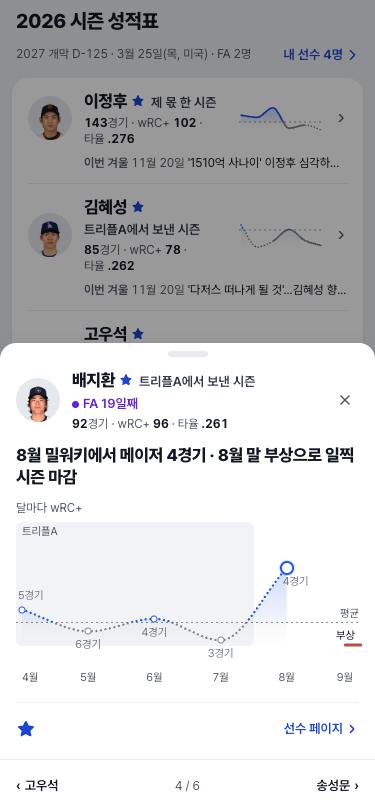 2026 시즌 성적표
2027 개막 D-125 · 3월 25일(목, 미국) · FA 2명
내 선수 4명
이정후 제 몫 한 시즌
143경기 · wRC+ 102 ·
타율 .276
이번 겨울 11월 20일 '1510억 사나이' 이정후 심각하...
김혜성
트리플A에서 보낸 시즌
85경기 · wRC+ 78 ·
타율 .262
이번 겨울 11월 20일 '다저스 떠나게 될 것'...김혜성 향...
고우석
배지환 트리플A에서 보낸 시즌
FA 19일째
92경기 · wRC+ 96 · 타율 .261
8월 밀워키에서 메이저 4경기 · 8월 말 부상으로 일찍
시즌 마감
달마다 wRC+
트리플A
5경기
6경기
4경기
3경기
4경기
평균
부상
4월 5월 6월 7월 8월 9월
선수 페이지
‹ 고우석
4 / 6
송성문 ›